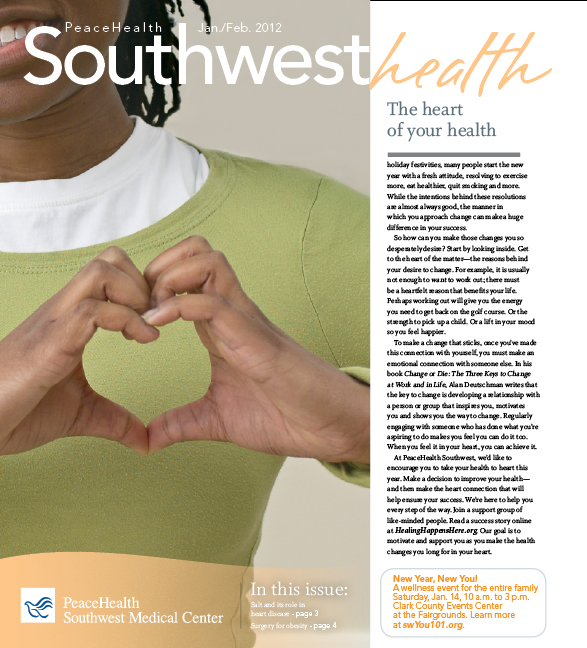 PeaceHealth Jan./Feb. 2012
Southwesthealth
The heart
of your health
holiday festivities, many people start the new
year with a fresh attitude, resolving to exercise
more, eat healthier, quit smoking and more.
While the intentions behind these resolutions
are almost always good, the manner in
which you approach change can make a huge
difference in your success.
So how can you make those changes you so
desperately desire? Start by looking inside. Get
to the heart of the matter—the reasons behind
your desire to change. For example, it is usually
not enough to want to work out; there must
be a heartfelt reason that benefits your life.
Perhaps working out will give you the energy
you need to get back on the golf course. Or the
strength to pick up a child. Or a lift in your mood
so you feel happier.
To make a change that sticks, once you've made
this connection with yourself, you must make an
emotional connection with someone else. In his
book Change or Die: The Three Keys to Change
at Work and in Life, Alan Deutschman writes that
the key to change is developing a relationship with
a person or group that inspires you, motivates
you and shows you the way to change. Regularly
engaging with someone who has done what you're
aspiring to do makes you feel you can do it too.
When you feel it in your heart, you can achieve it.
At PeaceHealth Southwest, we'd like to
encourage you to take your health to heart this
year. Make a decision to improve your health—
and then make the heart connection that will
help ensure your success. We're here to help you
every step of the way. Join a support group of
like-minded people. Read a success story online
at HealingHappensHere.org. Our goal is to
motivate and support you as you make the health
changes you long for in your heart.
New Year, New You!
A wellness event for the entire family
Saturday, Jan. 14, 10 a.m. to 3 p.m.
Clark County Events Center
at the Fairgrounds. Learn more
at swYou101.org.
PeaceHealth
Southwest Medical Center
In this issue:
Salt and its role in
heart disease - page 3
Surgery for obesity - page 4